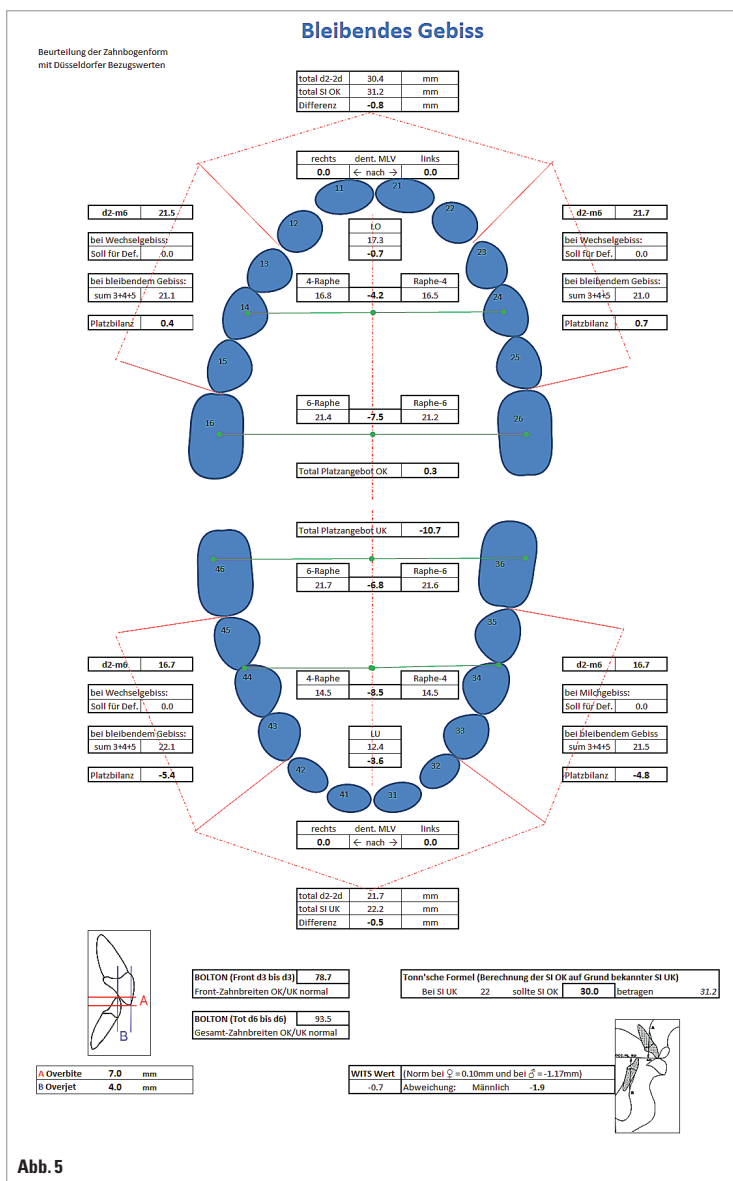 Bleibendes Gebiss
Beurteilung der Zahnbogenform
mit Düsseldorfer Bezugswerten
total d2-2d 30.4 mm
total SI OK 31.2 mm
Differenz -0.8 mm
rechts dent. MLV links
0.0 ← nach → 0.0
11 21
12 22
LO
17.3
-0.7
d2-m6 21.5
bei Wechselgebiss:
Soll für Def. 0.0
bei bleibendem Gebiss:
sum 3+4+5 21.1
Platzbilanz 0.4
d2-m6 21.7
bei Wechselgebiss:
Soll für Def. 0.0
bei bleibendem Gebiss:
sum 3+4+5 21.0
Platzbilanz 0.7
13 23
4-Raphe Raphe-4
16.8 -4.2 16.5
14 24
15 25
6-Raphe Raphe-6
21.4 -7.5 21.2
16 26
Total Platzangebot OK 0.3
Total Platzangebot UK -10.7
46 36
6-Raphe Raphe-6
21.7 -6.8 21.6
45 35
4-Raphe Raphe-4
14.5 -8.5 14.5
44 34
d2-m6 16.7
bei Wechselgebiss:
Soll für Def. 0.0
bei bleibendem Gebiss:
sum 3+4+5 22.1
Platzbilanz -5.4
d2-m6 16.7
bei Milchgebiss:
Soll für Def. 0.0
bei bleibendem Gebiss
sum 3+4+5 21.5
Platzbilanz -4.8
43 33
LU
12.4
-3.6
42 32
41 31
rechts dent. MLV links
0.0 ← nach → 0.0
total d2-2d 21.7 mm
total SI UK 22.2 mm
Differenz -0.5 mm
A
B
BOLTON (Front d3 bis d3) 78.7
Front-Zahnbreiten OK/UK normal
BOLTON (Tot d6 bis d6) 93.5
Gesamt-Zahnbreiten OK/UK normal
Tonn'sche Formel (Berechnung der SI OK auf Grund bekannter SI UK)
Bei SI UK 22 sollte SI OK 30.0 betragen 31.2
A Overbite 7.0 mm
B Overjet 4.0 mm
WITS Wert (Norm bei ♀ = 0.10mm und bei ♂ = -1.17mm)
-0.7 Abweichung: Männlich -1.9
Abb. 5